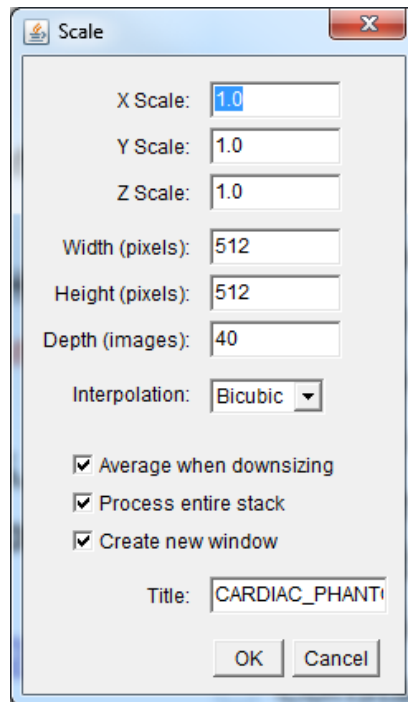 Scale
X Scale: 1.0
Y Scale: 1.0
Z Scale: 1.0
Width (pixels): 512
Height (pixels): 512
Depth (images): 40
Interpolation: Bicubic
Average when downsizing
Process entire stack
Create new window
Title: CARDIAC_PHANT
OK Cancel